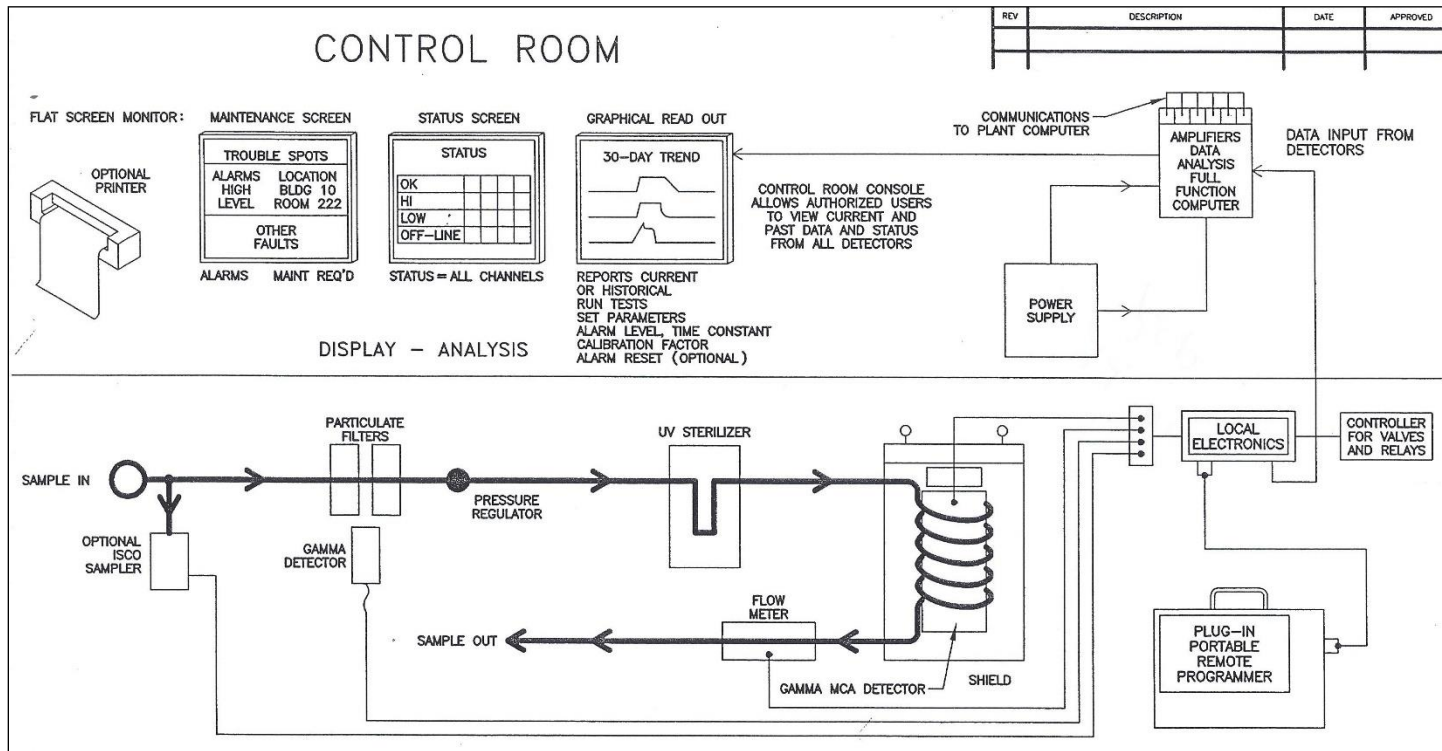 REV DESCRIPTION DATE APPROVED
CONTROL ROOM
FLAT SCREEN MONITOR:
OPTIONAL
PRINTER
MAINTENANCE SCREEN
TROUBLE SPOTS
ALARMS LOCATION
HIGH BLDG 10
LEVEL ROOM 222
OTHER
FAULTS
ALARMS MAINT REQ'D
STATUS SCREEN
STATUS
OK
HI
LOW
OFF-LINE
STATUS = ALL CHANNELS
GRAPHICAL READ OUT
30-DAY TREND
REPORTS CURRENT
OR HISTORICAL
RUN TESTS
SET PARAMETERS
ALARM LEVEL, TIME CONSTANT
CALIBRATION FACTOR
ALARM RESET (OPTIONAL)
CONTROL ROOM CONSOLE
ALLOWS AUTHORIZED USERS
TO VIEW CURRENT AND
PAST DATA AND STATUS
FROM ALL DETECTORS
COMMUNICATIONS
TO PLANT COMPUTER
AMPLIFIERS
DATA
ANALYSIS
FULL
FUNCTION
COMPUTER
DATA INPUT FROM
DETECTORS
POWER
SUPPLY
DISPLAY - ANALYSIS
SAMPLE IN
OPTIONAL
ISCO
SAMPLER
PARTICULATE
FILTERS
GAMMA
DETECTOR
PRESSURE
REGULATOR
UV STERILIZER
FLOW
METER
SAMPLE OUT
GAMMA MCA DETECTOR
SHIELD
LOCAL
ELECTRONICS
CONTROLLER
FOR VALVES
AND RELAYS
PLUG-IN
PORTABLE
REMOTE
PROGRAMMER